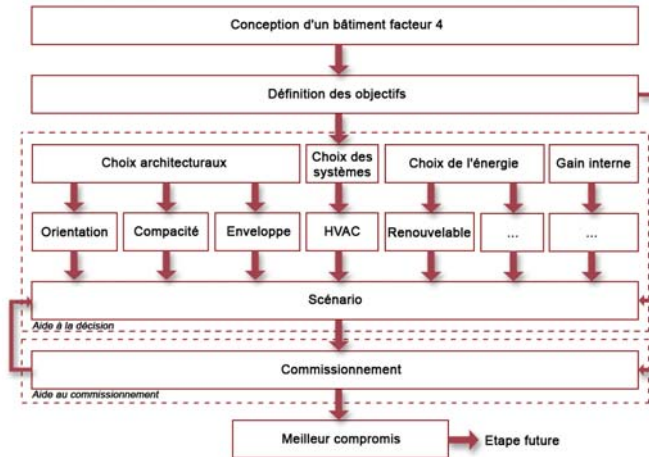 Conception d'un bâtiment facteur 4
Définition des objectifs
Choix architecturaux
Choix des
systèmes
Choix de l'énergie
Gain interne
Orientation
Compacité
Enveloppe
HVAC
Renouvelable
...
...
Scénario
Aide à la décision
Commissionnement
Aide au commissionnement
Meilleur compromis
Etape future